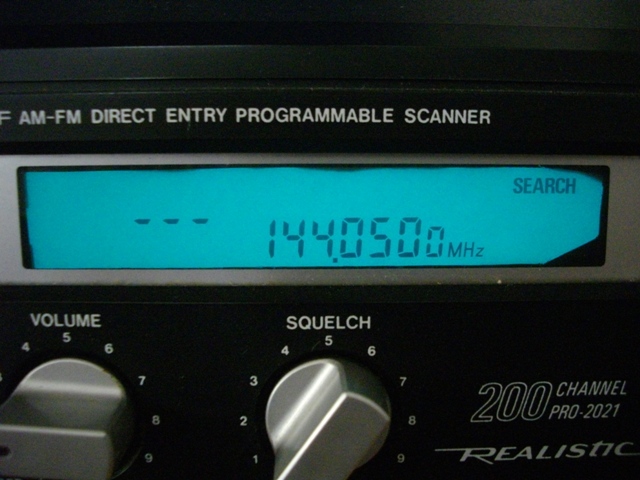 F AM-FM DIRECT ENTRY PROGRAMMABLE SCANNER
SEARCH
--- 144.0500 MHz
VOLUME
4 5 6 7 8 9
SQUELCH
1 2 3 4 5 6 7 8 9
200 CHANNEL
PRO-2021
REALISTIC